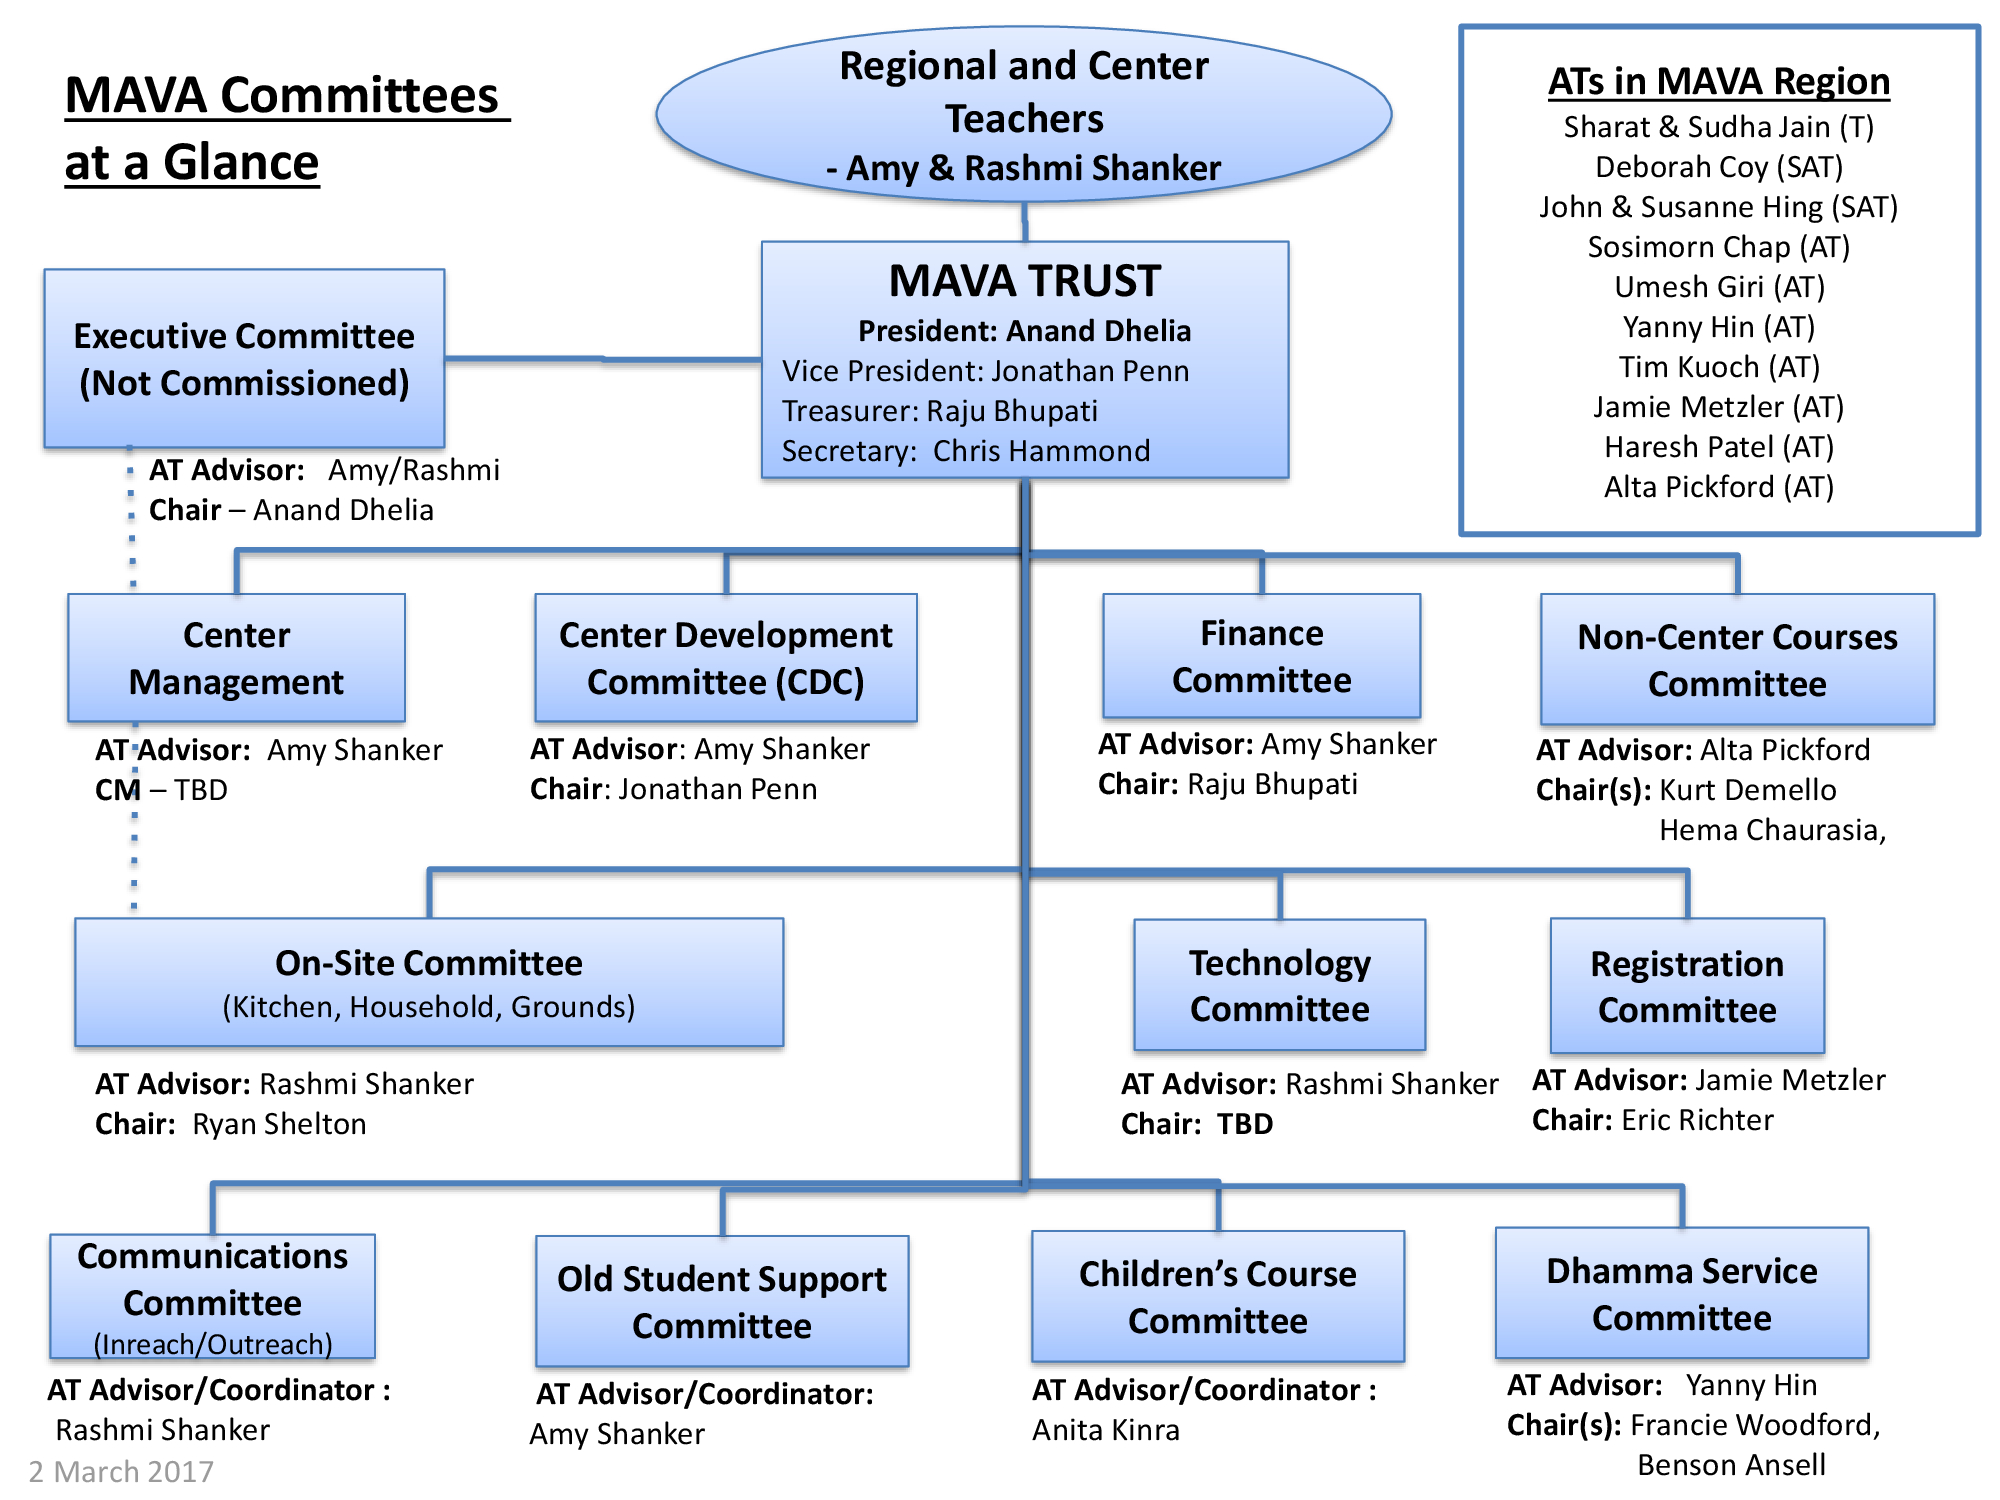 MAVA Committees
at a Glance
Regional and Center
Teachers
- Amy & Rashmi Shanker
ATs in MAVA Region
Sharat & Sudha Jain (T)
Deborah Coy (SAT)
John & Susanne Hing (SAT)
Sosimorn Chap (AT)
Umesh Giri (AT)
Yanny Hin (AT)
Tim Kuoch (AT)
Jamie Metzler (AT)
Haresh Patel (AT)
Alta Pickford (AT)
MAVA TRUST
President: Anand Dhelia
Vice President: Jonathan Penn
Treasurer: Raju Bhupati
Secretary:  Chris Hammond
Executive Committee
(Not Commissioned)
AT Advisor:   Amy/Rashmi
Chair – Anand Dhelia
Center
Management
AT Advisor:  Amy Shanker
CM – TBD
Center Development
Committee (CDC)
AT Advisor: Amy Shanker
Chair: Jonathan Penn
Finance
Committee
AT Advisor: Amy Shanker
Chair: Raju Bhupati
Non-Center Courses
Committee
AT Advisor: Alta Pickford
Chair(s): Kurt Demello
Hema Chaurasia,
On-Site Committee
(Kitchen, Household, Grounds)
AT Advisor: Rashmi Shanker
Chair:  Ryan Shelton
Technology
Committee
AT Advisor: Rashmi Shanker
Chair:  TBD
Registration
Committee
AT Advisor: Jamie Metzler
Chair: Eric Richter
Communications
Committee
(Inreach/Outreach)
AT Advisor/Coordinator :
Rashmi Shanker
Old Student Support
Committee
AT Advisor/Coordinator:
Amy Shanker
Children’s Course
Committee
AT Advisor/Coordinator :
Anita Kinra
Dhamma Service
Committee
AT Advisor:   Yanny Hin
Chair(s): Francie Woodford,
Benson Ansell
2 March 2017